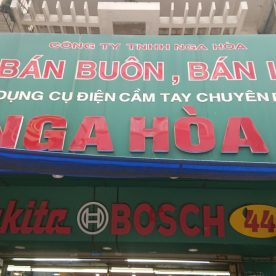 CÔNG TY TNHH NGA HÒA
BÁN BUÔN , BÁN
DỤNG CỤ ĐIỆN CẦM TAY CHUYÊN
NGA HÒA
kita BOSCH 44